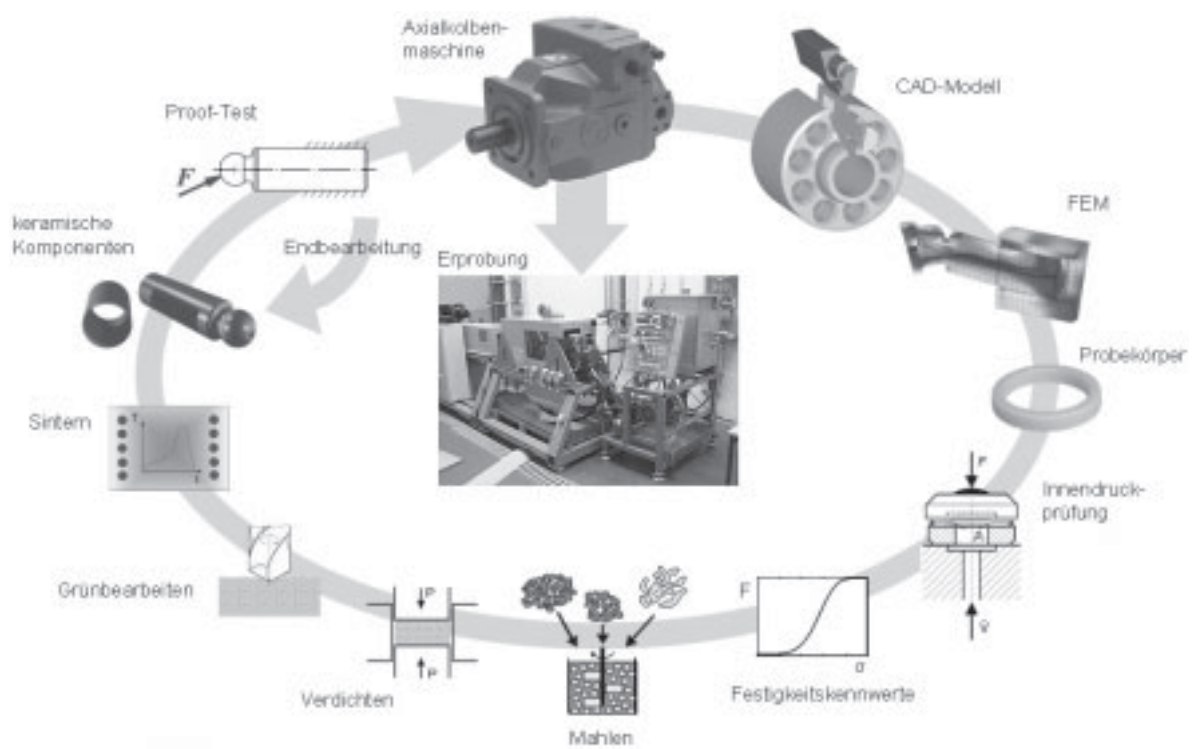 Axialkolben-
maschine
CAD-Modell
Proof-Test
F
FEM
keramische
Komponenten
Endbearbeitung
Erprobung
Probekörper
Sintern
T
t
F
Innendruck-
prüfung
A
Grünbearbeiten
P
P
F
σ
Verdichten
Festigkeitskennwerte
Mahlen